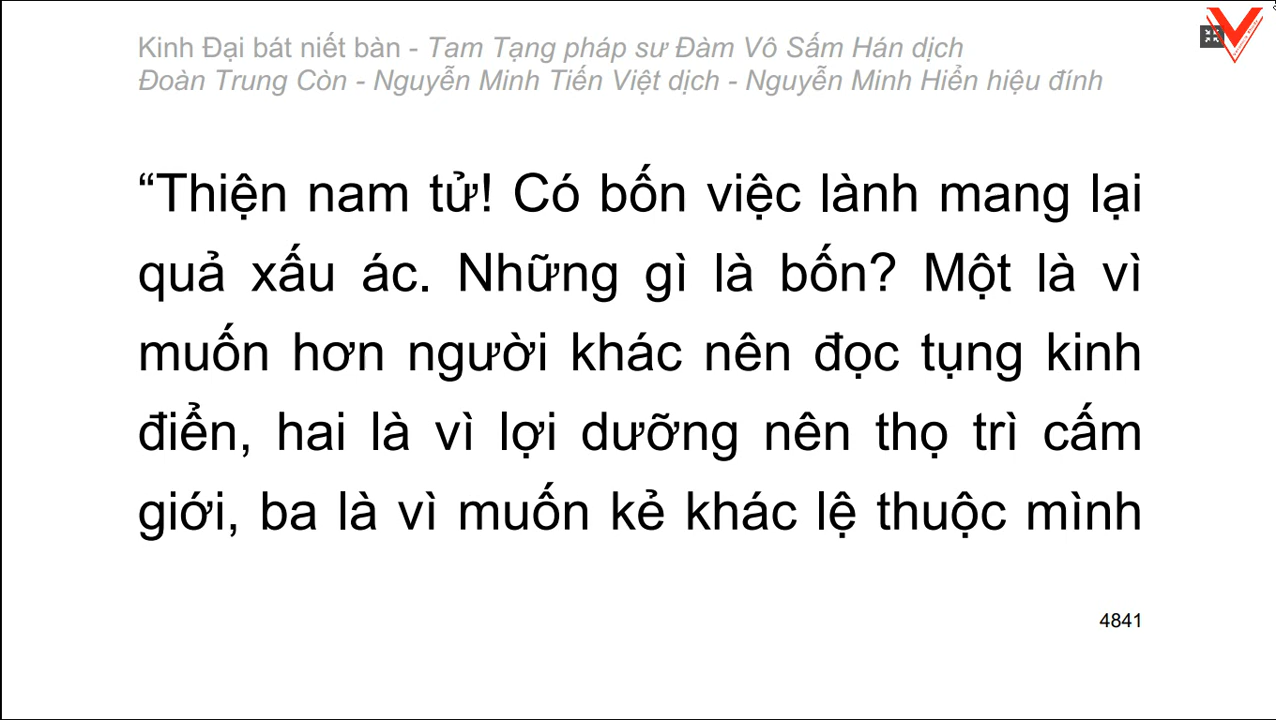 Kinh Đại bát niết bàn - Tam Tạng pháp sư Đàm Vô Sấm Hán dịch
Đoàn Trung Còn - Nguyễn Minh Tiến Việt dịch - Nguyễn Minh Hiển hiệu đính
“Thiện nam tử! Có bốn việc lành mang lại
quả xấu ác. Những gì là bốn? Một là vì
muốn hơn người khác nên đọc tụng kinh
điển, hai là vì lợi dưỡng nên thọ trì cấm
giới, ba là vì muốn kẻ khác lệ thuộc mình
4841